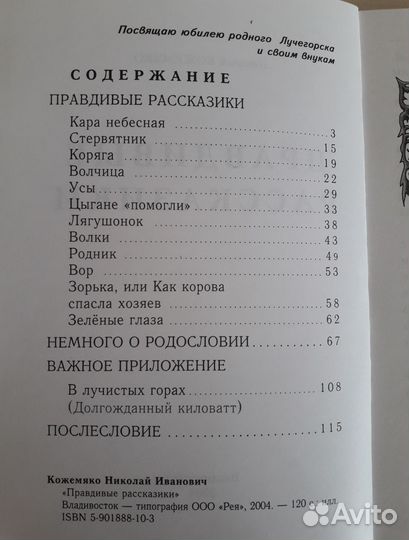 Посвящаю юбилею родного Лучегорска
и своим внукам
СОДЕРЖАНИЕ
ПРАВДИВЫЕ РАССКАЗИКИ
Кара небесная 3
Стервятник 15
Коряга 19
Волчица 22
Усы 29
Цыгане «помогли» 33
Лягушонок 38
Волки 43
Родник 49
Вор 53
Зорька, или Как корова
спасла хозяев 58
Зелёные глаза 62
НЕМНОГО О РОДОСЛОВИИ 67
ВАЖНОЕ ПРИЛОЖЕНИЕ
В лучистых горах 108
(Долгожданный киловатт)
ПОСЛЕСЛОВИЕ 115
Кожемяко Николай Иванович
«Правдивые рассказики»
Владивосток — типография ООО «Рея», 2004. — 120 с.: илл.
ISBN 5-901888-10-3
Avito